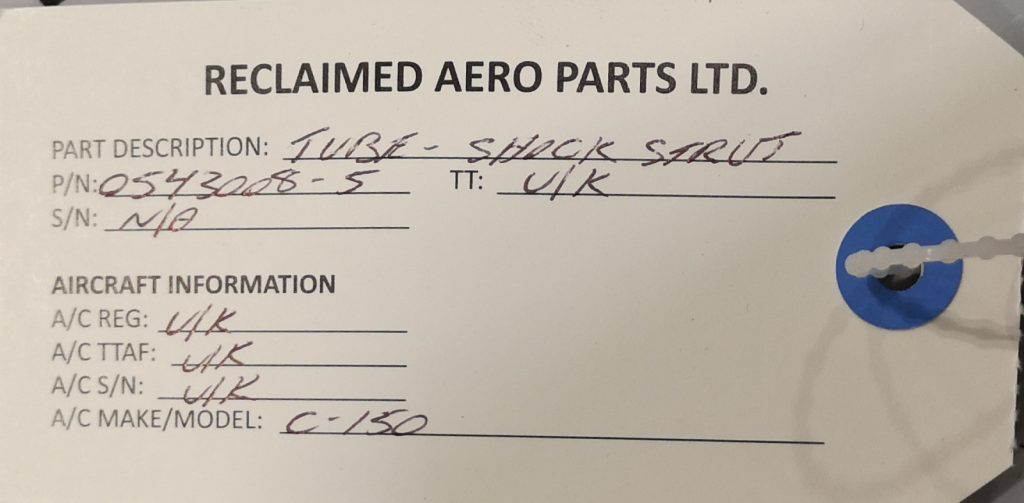 RECLAIMED AERO PARTS LTD.
PART DESCRIPTION: TUBE - SHOCK STRUT
P/N: 0543008-5 TT: U/K
S/N: N/A
AIRCRAFT INFORMATION
A/C REG: U/K
A/C TTAF: U/K
A/C S/N: U/K
A/C MAKE/MODEL: C-150